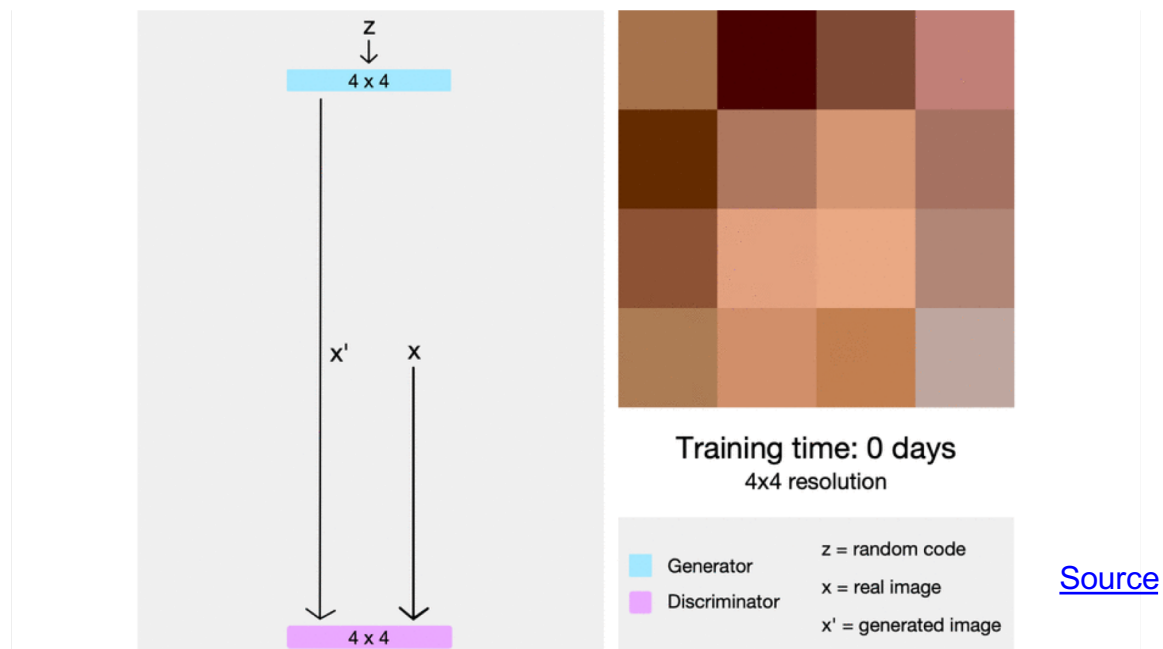 z
4 x 4
x'
x
4 x 4
Training time: 0 days
4x4 resolution
Generator
Discriminator
z = random code
x = real image
x' = generated image
Source